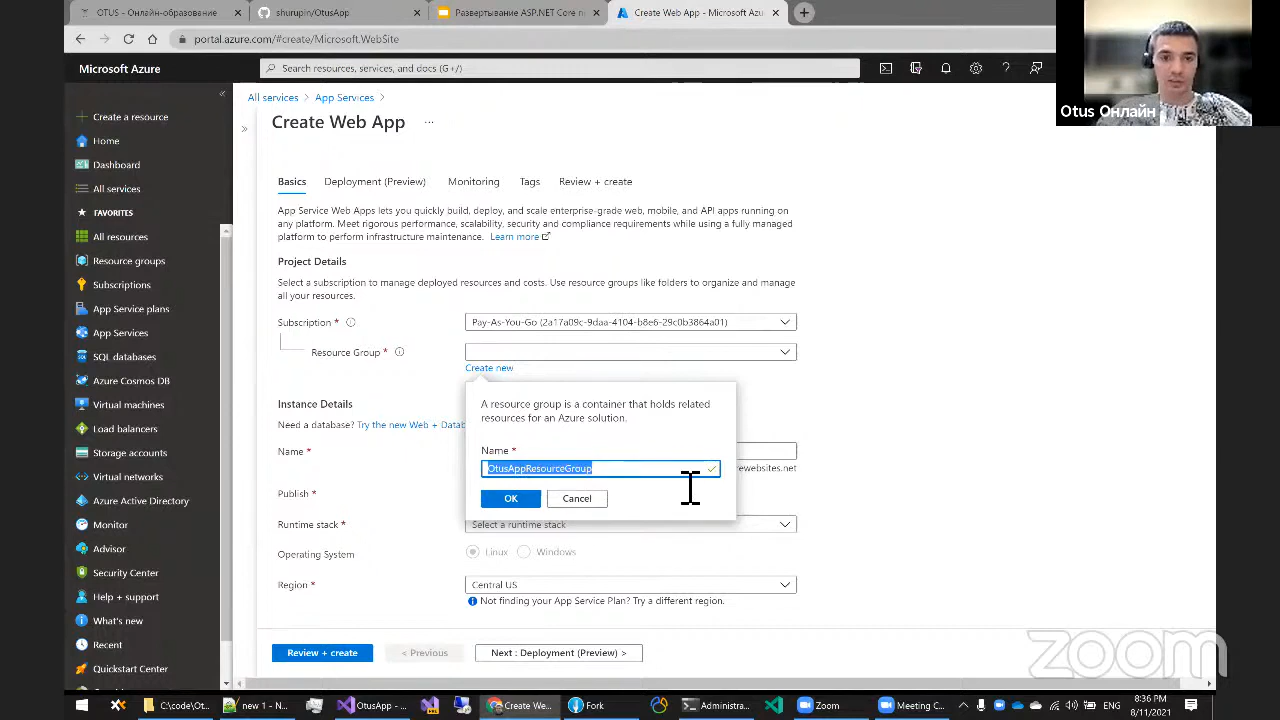 OTUS - Онлайн-образование
shurupin/OtusApp
Развертывание ASP.NET Core п
Create Web App - Microsoft Azure
portal.azure.com/#create/Microsoft.WebSite
Microsoft Azure
Search resources, services, and docs (G+/)
Otus Онлайн
All services > App Services >
Create Web App ...
Create a resource
Home
Dashboard
All services
FAVORITES
All resources
Resource groups
Subscriptions
App Service plans
App Services
SQL databases
Azure Cosmos DB
Virtual machines
Load balancers
Storage accounts
Virtual networks
Azure Active Directory
Monitor
Advisor
Security Center
Help + support
What's new
Recent
Quickstart Center
Basics Deployment (Preview) Monitoring Tags Review + create
App Service Web Apps lets you quickly build, deploy, and scale enterprise-grade web, mobile, and API apps running on
any platform. Meet rigorous performance, scalability, security and compliance requirements while using a fully managed
platform to perform infrastructure maintenance. Learn more
Project Details
Select a subscription to manage deployed resources and costs. Use resource groups like folders to organize and manage
all your resources.
Subscription *
Pay-As-You-Go (2a17a09c-9daa-4104-b8e6-29c0b3864a01)
Resource Group *
Create new
A resource group is a container that holds related
resources for an Azure solution.
Name *
OtusAppResourceGroup
OK
Cancel
Instance Details
Need a database? Try the new Web + Datab
Name *
rewebsites.net
Publish *
Runtime stack *
Select a runtime stack
Operating System
Linux Windows
Region *
Central US
Not finding your App Service Plan? Try a different region.
Review + create
< Previous
Next : Deployment (Preview) >
zoom
C:\code\Ot...
new 1 - N...
OtusApp - ...
Create We...
Fork
Administra...
Zoom
Meeting C...
ENG
8:36 PM
8/11/2021